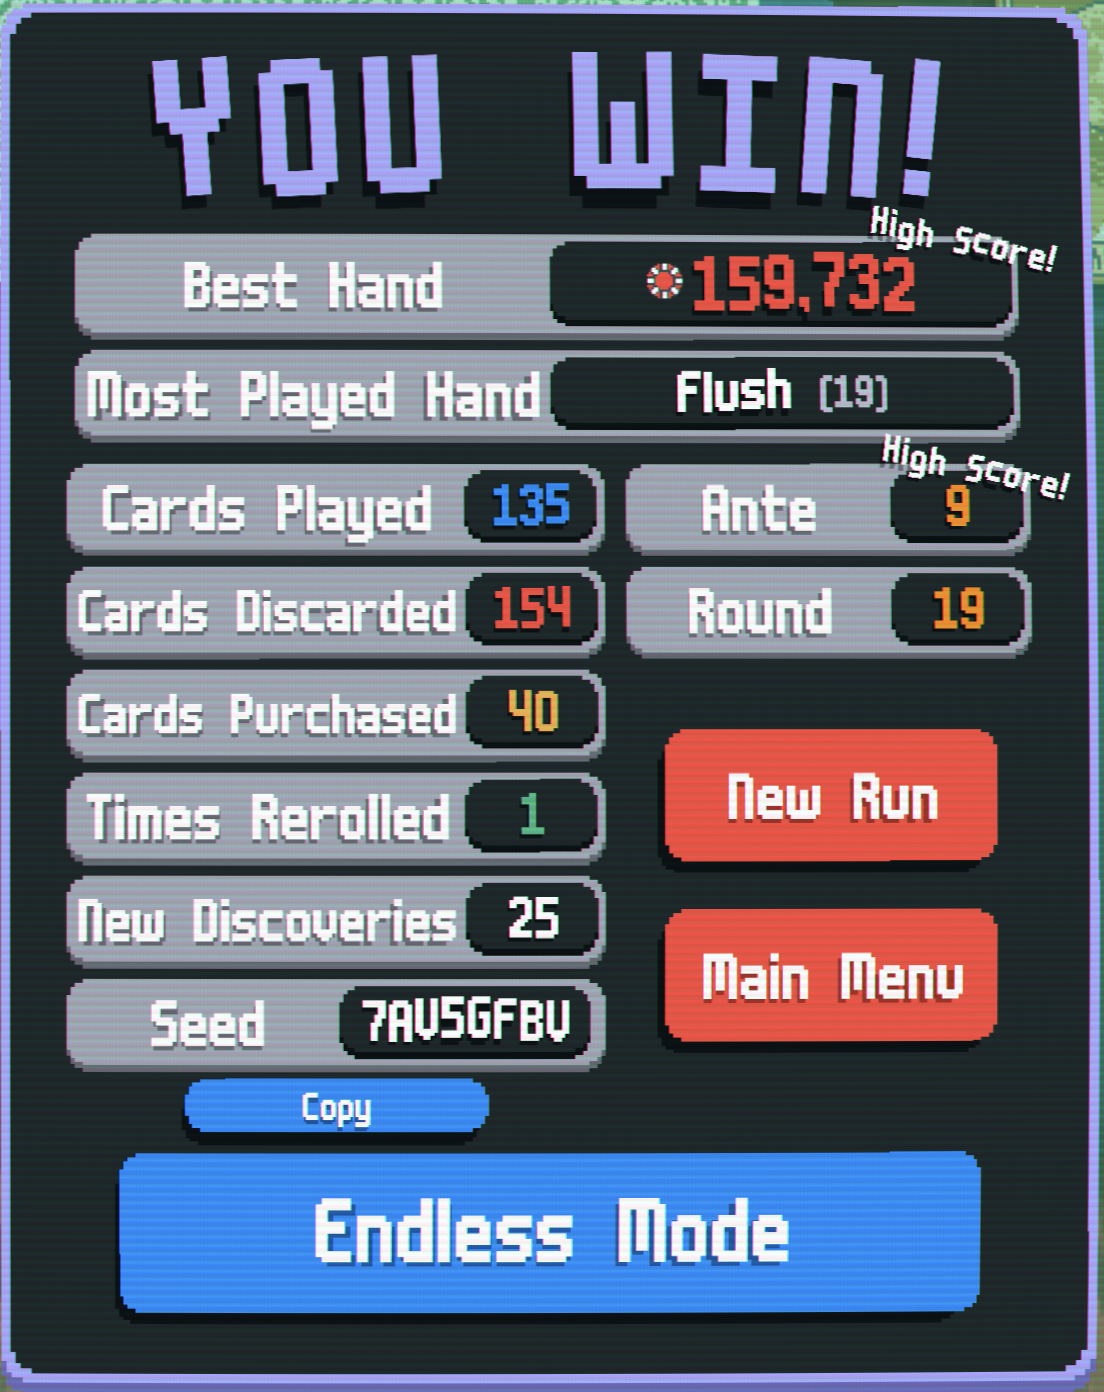 YOU WIN!
High Score!
Best Hand 159,732
Most Played Hand Flush (19)
High Score!
Cards Played 135 Ante 9
Cards Discarded 154 Round 19
Cards Purchased 40
New Run
Times Rerolled 1
New Discoveries 25
Main Menu
Seed 7AV5GFBV
Copy
Endless Mode